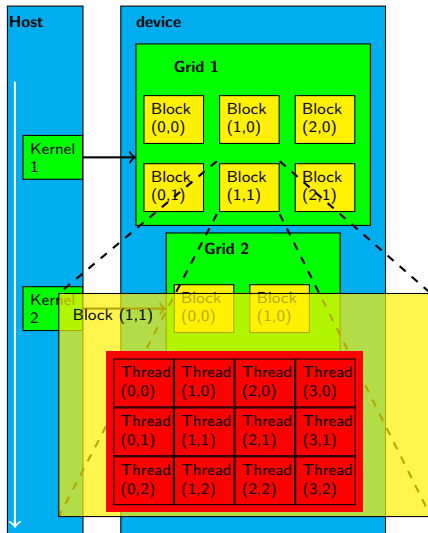 Host
device
Grid 1
Block
(0,0)
Block
(1,0)
Block
(2,0)
Kernel
1
Block
(0,1)
Block
(1,1)
Block
(2,1)
Grid 2
Kernel
2
Block (1,1)
Block
(0,0)
Block
(1,0)
Thread
(0,0)
Thread
(1,0)
Thread
(2,0)
Thread
(3,0)
Thread
(0,1)
Thread
(1,1)
Thread
(2,1)
Thread
(3,1)
Thread
(0,2)
Thread
(1,2)
Thread
(2,2)
Thread
(3,2)